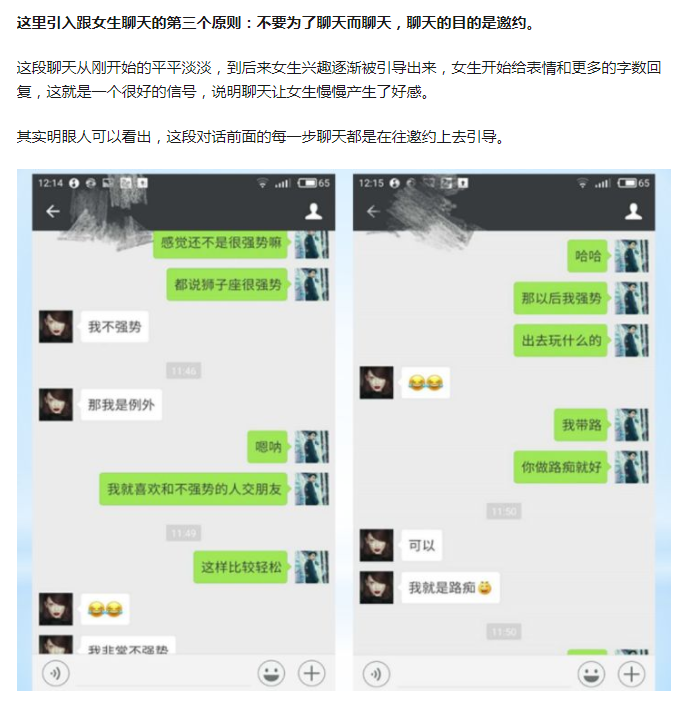 这里引入跟女生聊天的第三个原则：不要为了聊天而聊天，聊天的目的是邀约。
这段聊天从刚开始的平平淡淡，到后来女生兴趣逐渐被引导出来，女生开始给表情和更多的字数回
复，这就是一个很好的信号，说明聊天让女生慢慢产生了好感。
其实明眼人可以看出，这段对话前面的每一步聊天都是在往邀约上去引导。
12:14
65
感觉还不是很强势嘛
都说狮子座很强势
我不强势
11:46
那我是例外
嗯呐
我就喜欢和不强势的人交朋友
11:49
这样比较轻松
😂😂
我非常不强势
12:15
65
哈哈
那以后我强势
出去玩什么的
😂😂
我带路
你做路痴就好
11:50
可以
我就是路痴😄
11:50